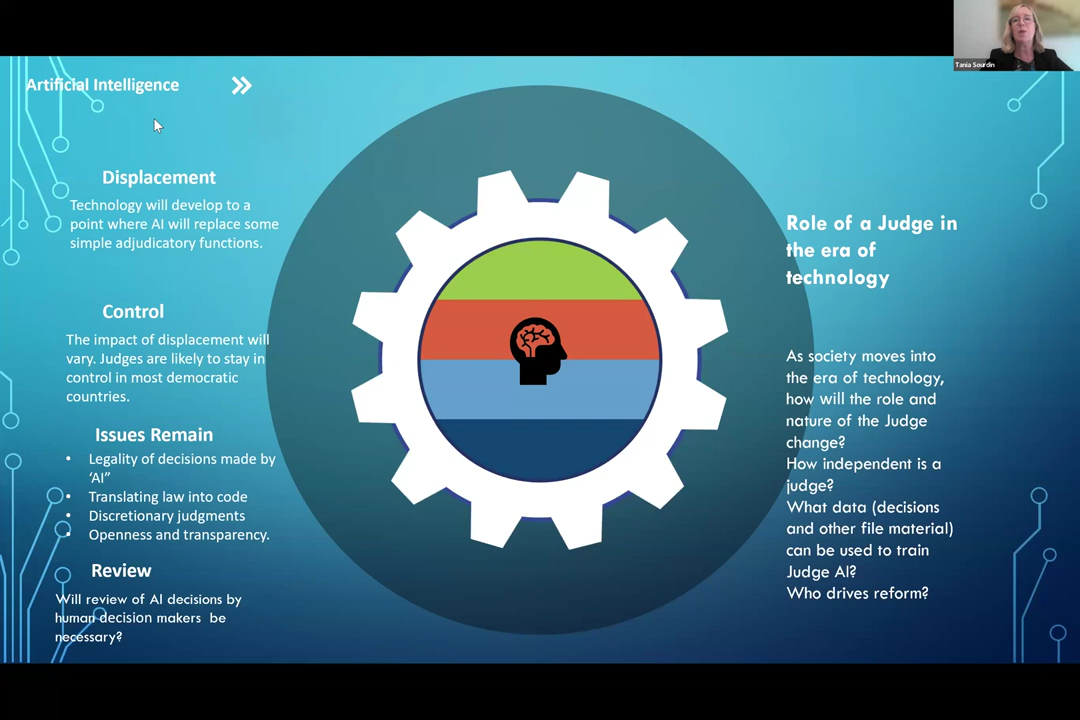 Tania Sourdin
Artificial Intelligence
Displacement
Technology will develop to a
point where AI will replace some
simple adjudicatory functions.
Control
The impact of displacement will
vary. Judges are likely to stay in
control in most democratic
countries.
Issues Remain
• Legality of decisions made by
‘AI”
• Translating law into code
• Discretionary judgments
• Openness and transparency.
Review
Will review of AI decisions by
human decision makers be
necessary?
Role of a Judge in
the era of
technology
As society moves into
the era of technology,
how will the role and
nature of the Judge
change?
How independent is a
judge?
What data (decisions
and other file material)
can be used to train
Judge AI?
Who drives reform?